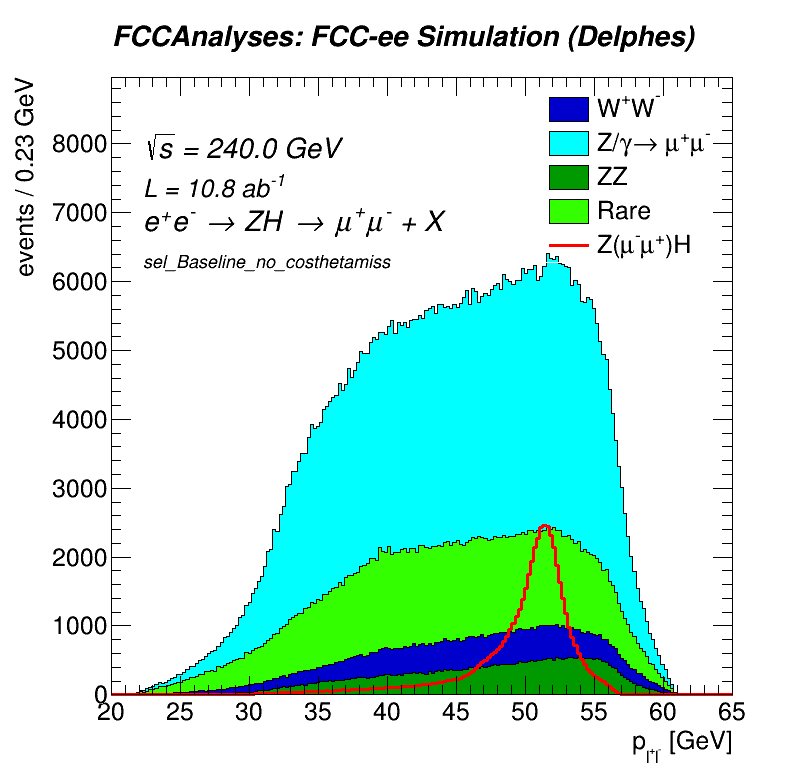 FCCAnalyses: FCC-ee Simulation (Delphes)
events / 0.23 GeV
√s = 240.0 GeV
L = 10.8 ab⁻¹
e⁺e⁻ → ZH → μ⁺μ⁻ + X
sel_Baseline_no_costhetamiss
W⁺W⁻
Z/γ→ μ⁺μ⁻
ZZ
Rare
Z(μ⁻μ⁺)H
8000
7000
6000
5000
4000
3000
2000
1000
0
20 25 30 35 40 45 50 55 60 65
p_{l⁺l⁻} [GeV]